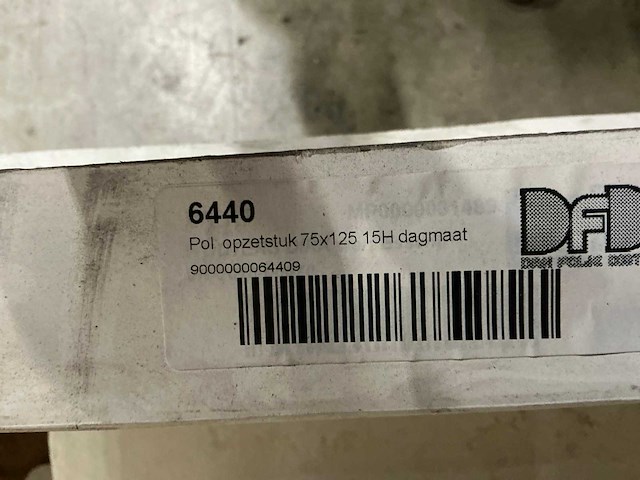 6440
Pol opzetstuk 75x125 15H dagmaat
9000000064409
DFD